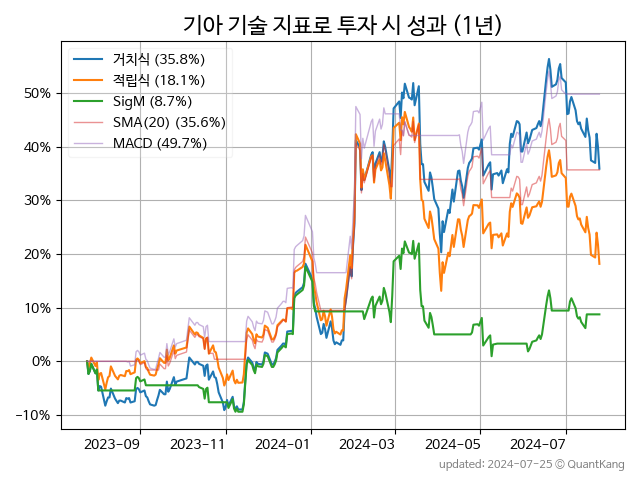 기아 기술 지표로 투자 시 성과 (1년)
거치식 (35.8%)
적립식 (18.1%)
SigM (8.7%)
SMA(20) (35.6%)
MACD (49.7%)
50%
40%
30%
20%
10%
0%
−10%
2023-09 2023-11 2024-01 2024-03 2024-05 2024-07
updated: 2024-07-25 © QuantKang